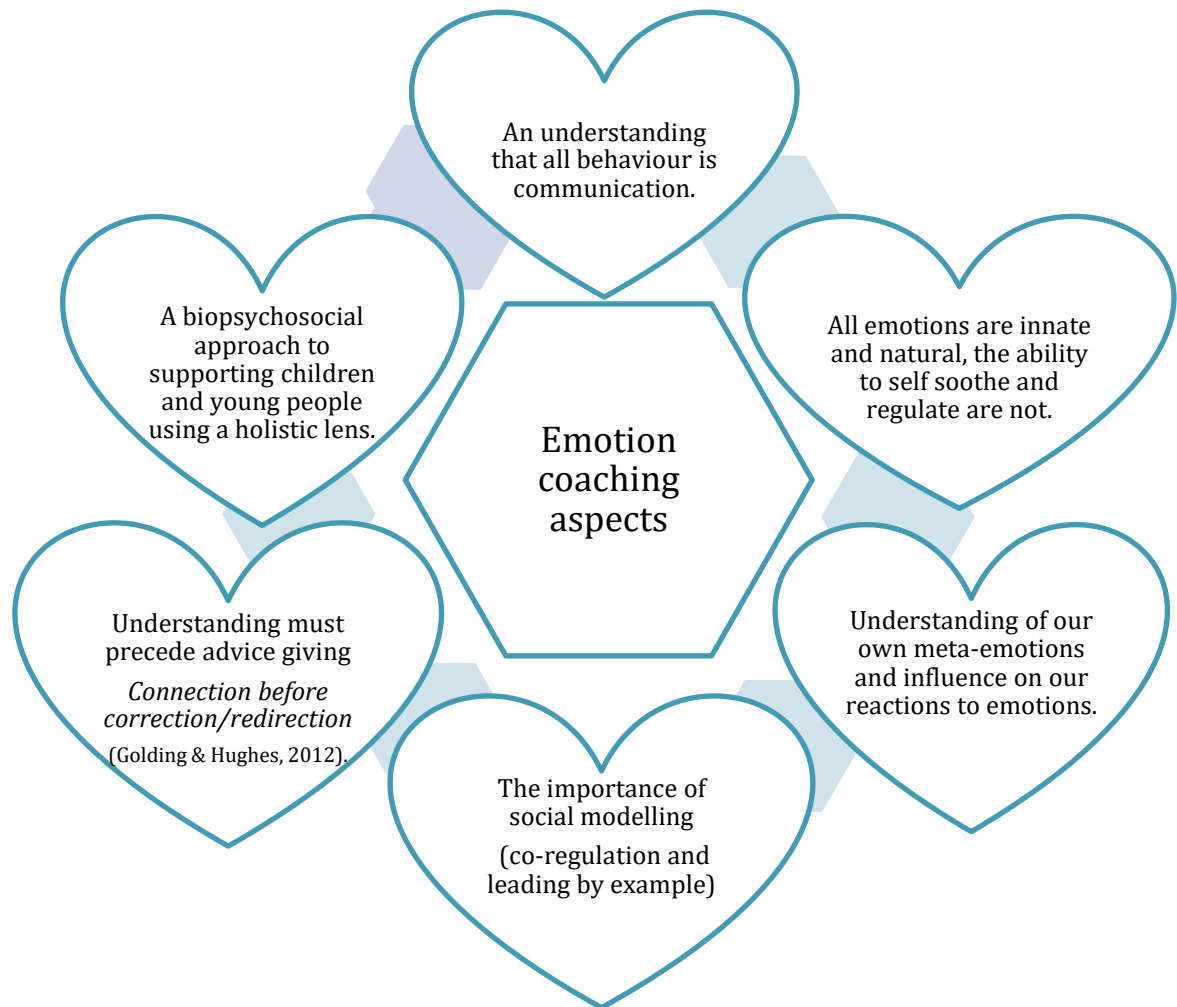 An understanding
that all behaviour is
communication.
All emotions are innate
and natural, the ability
to self soothe and
regulate are not.
Understanding of our
own meta-emotions
and influence on our
reactions to emotions.
The importance of
social modelling
(co-regulation and
leading by example)
Understanding must
precede advice giving
Connection before
correction/redirection
(Golding & Hughes, 2012).
A biopsychosocial
approach to
supporting children
and young people
using a holistic lens.
Emotion
coaching
aspects